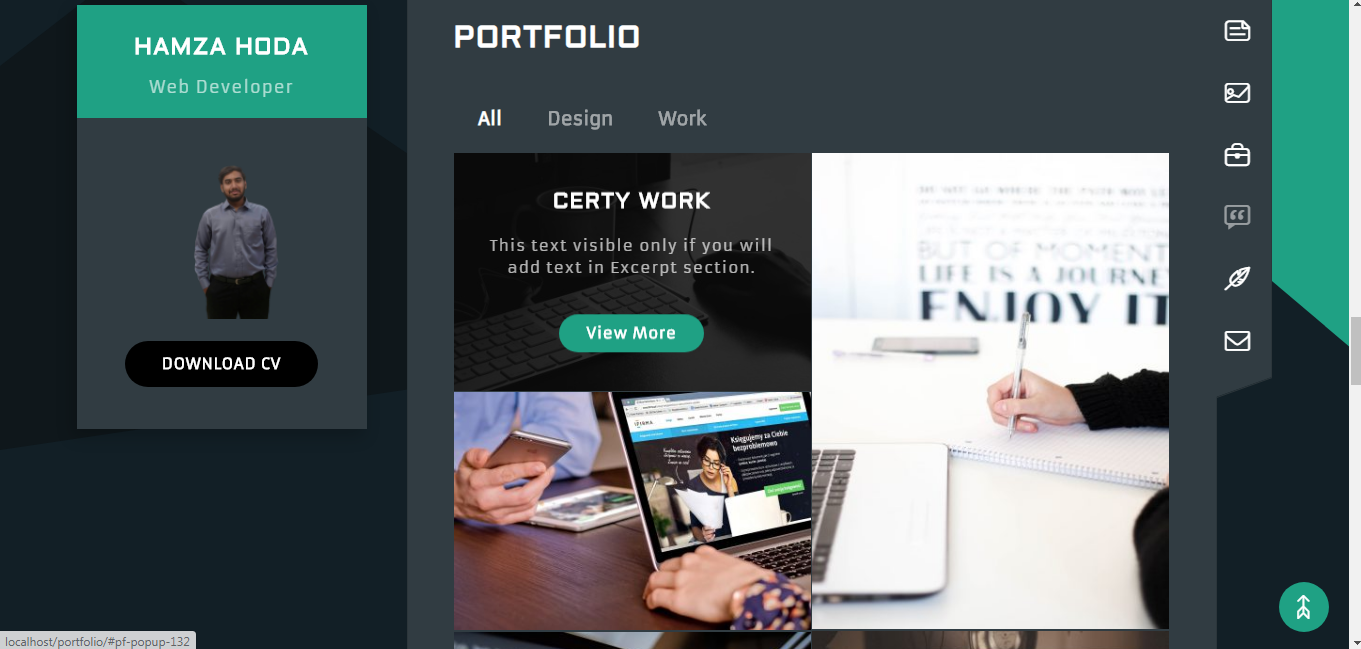 HAMZA HODA
Web Developer
DOWNLOAD CV
PORTFOLIO
All
Design
Work
CERTY WORK
This text visible only if you will
add text in Excerpt section.
View More
BUT OF MOMENT
LIFE IS A JOURNEY
ENJOY IT
Księgujemy za Ciebie
bezproblemowo
localhost/portfolio/#pf-popup-132